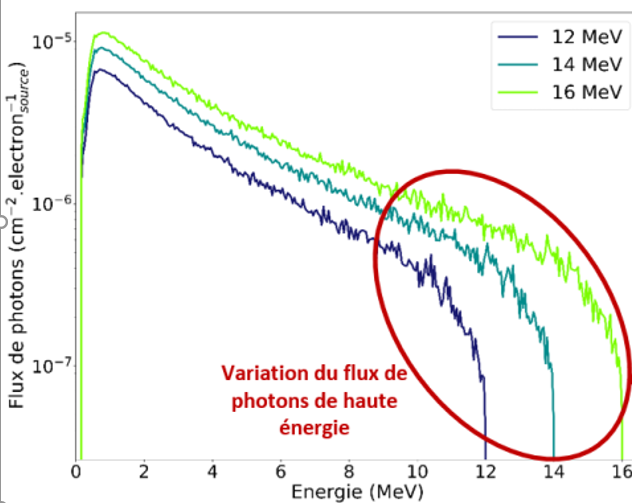 12 MeV
14 MeV
16 MeV
10⁻⁵
10⁻⁶
10⁻⁷
Flux de photons (cm⁻².electron⁻¹source)
Variation du flux de
photons de haute
énergie
0 2 4 6 8 10 12 14 16
Energie (MeV)